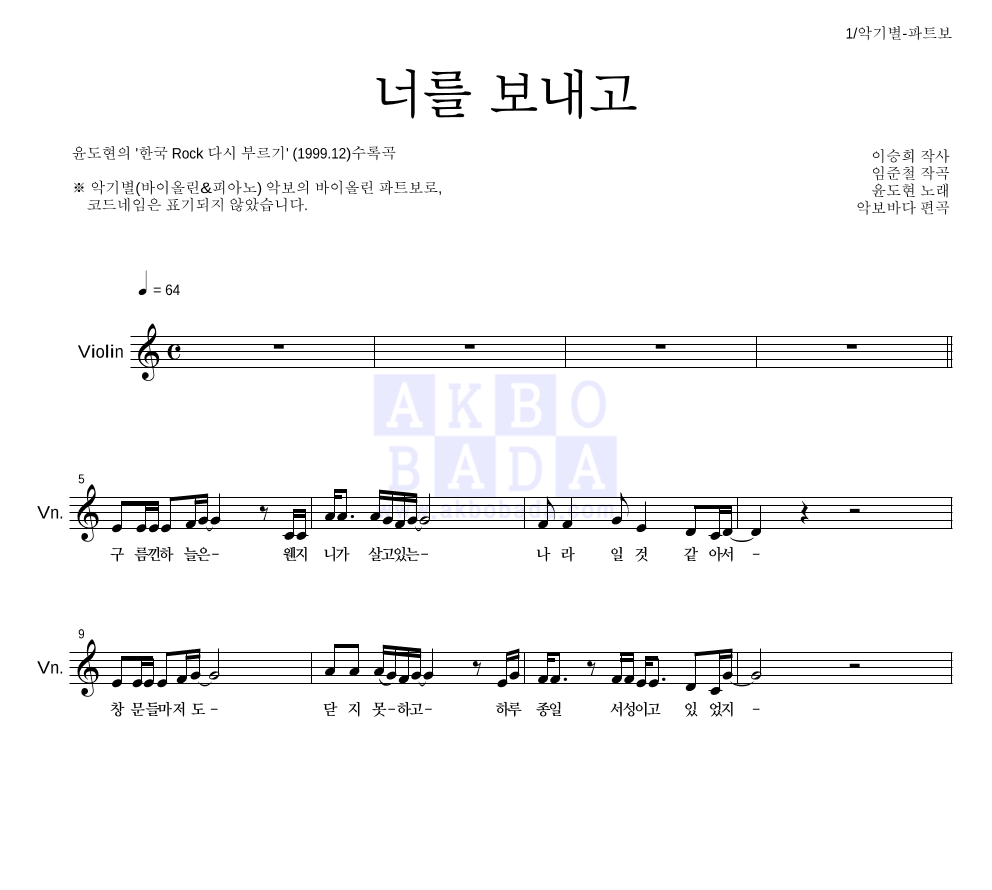 1/악기별-파트보
너를 보내고
윤도현의 '한국 Rock 다시 부르기' (1999.12)수록곡
※ 악기별(바이올린&피아노) 악보의 바이올린 파트보로,
코드네임은 표기되지 않았습니다.
이승희 작사
임준철 작곡
윤도현 노래
악보바다 편곡
= 64
Violin
AKBO
BADA
www.akbobada.com
5
Vn.
구 름낀하 늘은- 웬지 니가 살고있는- 나 라 일 것 같 아서 -
9
Vn.
창 문들마저 도 - 닫 지 못-하고- 하루 종일 서성이고 있 었지 -